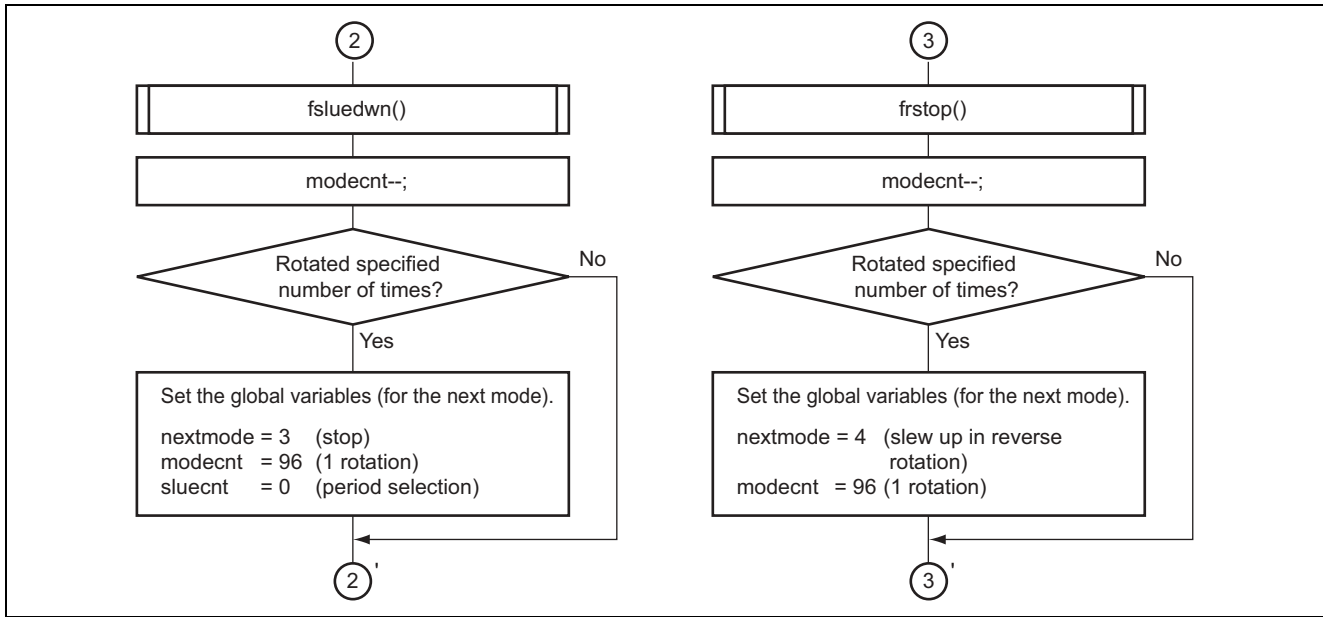 2
fsluedwn()
modecnt--;
Rotated specified
number of times?
No
Yes
Set the global variables (for the next mode).
nextmode = 3 (stop)
modecnt = 96 (1 rotation)
sluecnt = 0 (period selection)
2 '
3
frstop()
modecnt--;
Rotated specified
number of times?
No
Yes
Set the global variables (for the next mode).
nextmode = 4 (slew up in reverse
rotation)
modecnt = 96 (1 rotation)
3 '